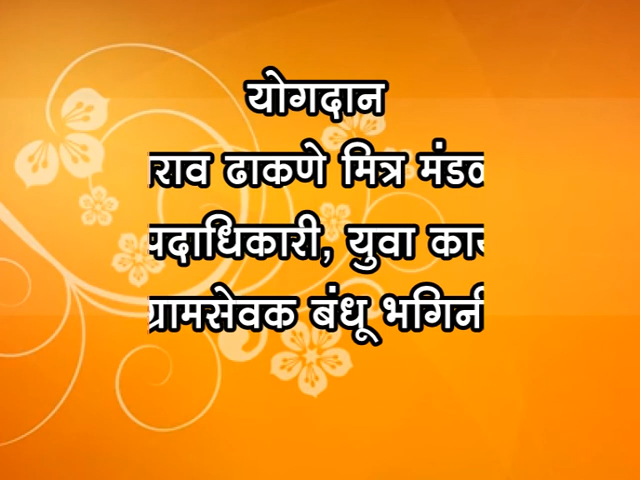 योगदान
राव ढाकणे मित्र मंडळ
पदाधिकारी, युवा का
ग्रामसेवक बंधू भगिनी